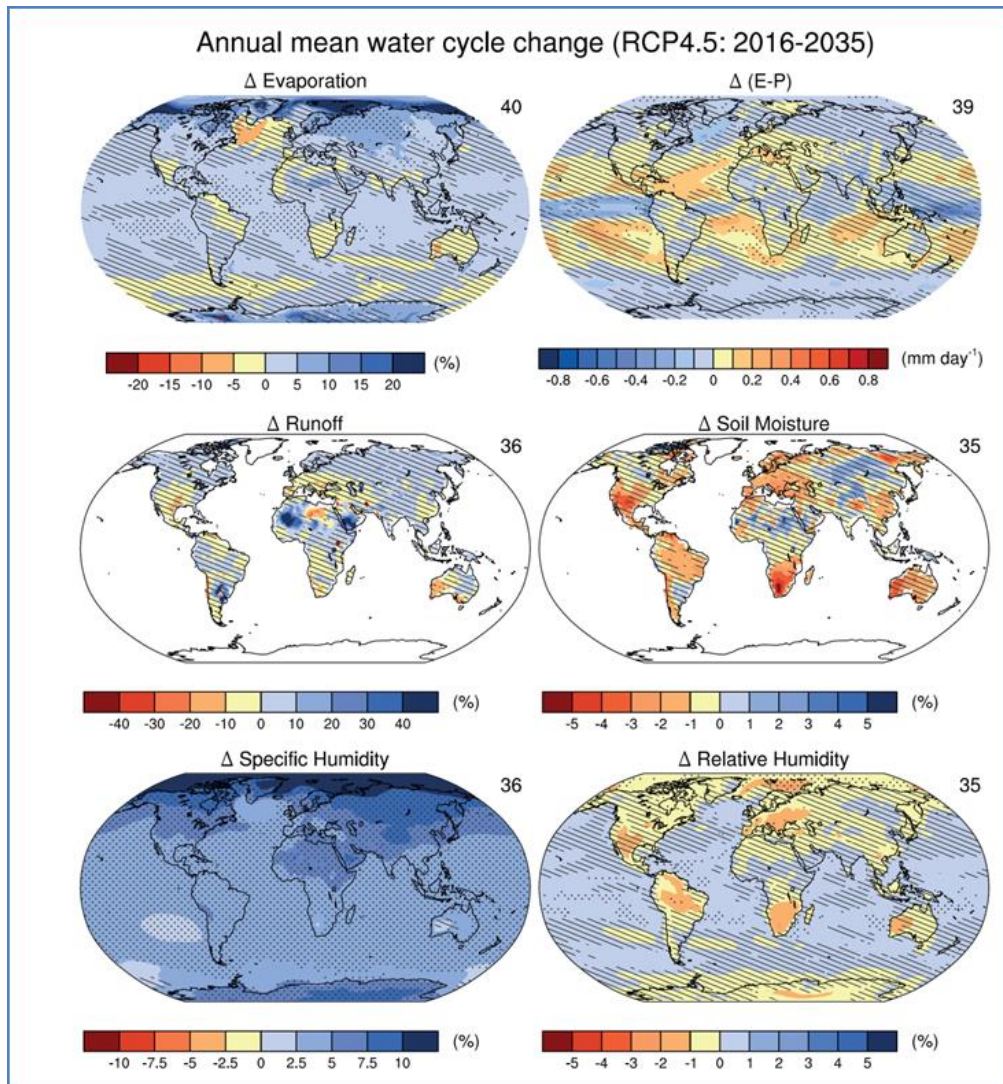 Annual mean water cycle change (RCP4.5: 2016-2035)
Δ Evaporation
40
Δ (E-P)
39
-20 -15 -10 -5 0 5 10 15 20 (%)
-0.8 -0.6 -0.4 -0.2 0 0.2 0.4 0.6 0.8 (mm day⁻¹)
Δ Runoff
36
Δ Soil Moisture
35
-40 -30 -20 -10 0 10 20 30 40 (%)
-5 -4 -3 -2 -1 0 1 2 3 4 5 (%)
Δ Specific Humidity
36
Δ Relative Humidity
35
-10 -7.5 -5 -2.5 0 2.5 5 7.5 10 (%)
-5 -4 -3 -2 -1 0 1 2 3 4 5 (%)